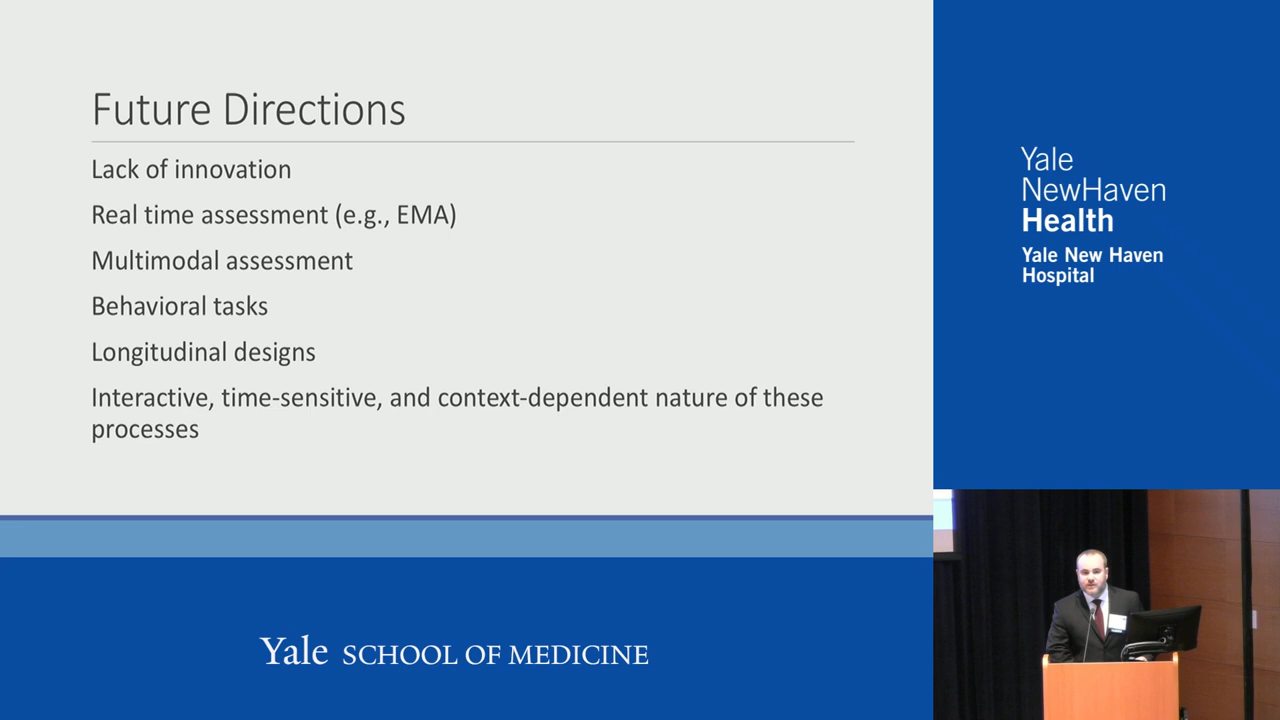 Future Directions
Lack of innovation
Real time assessment (e.g., EMA)
Multimodal assessment
Behavioral tasks
Longitudinal designs
Interactive, time-sensitive, and context-dependent nature of these
processes
Yale SCHOOL OF MEDICINE
Yale
NewHaven
Health
Yale New Haven
Hospital